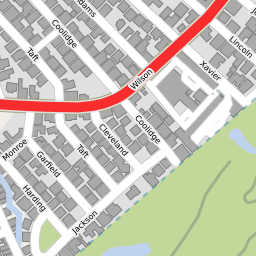 Adams
Coolidge
Lincoln
Taft
Wilson
Xavier
Cleveland
Coolidge
Monroe
Taft
Garfield
Harding
Jackson